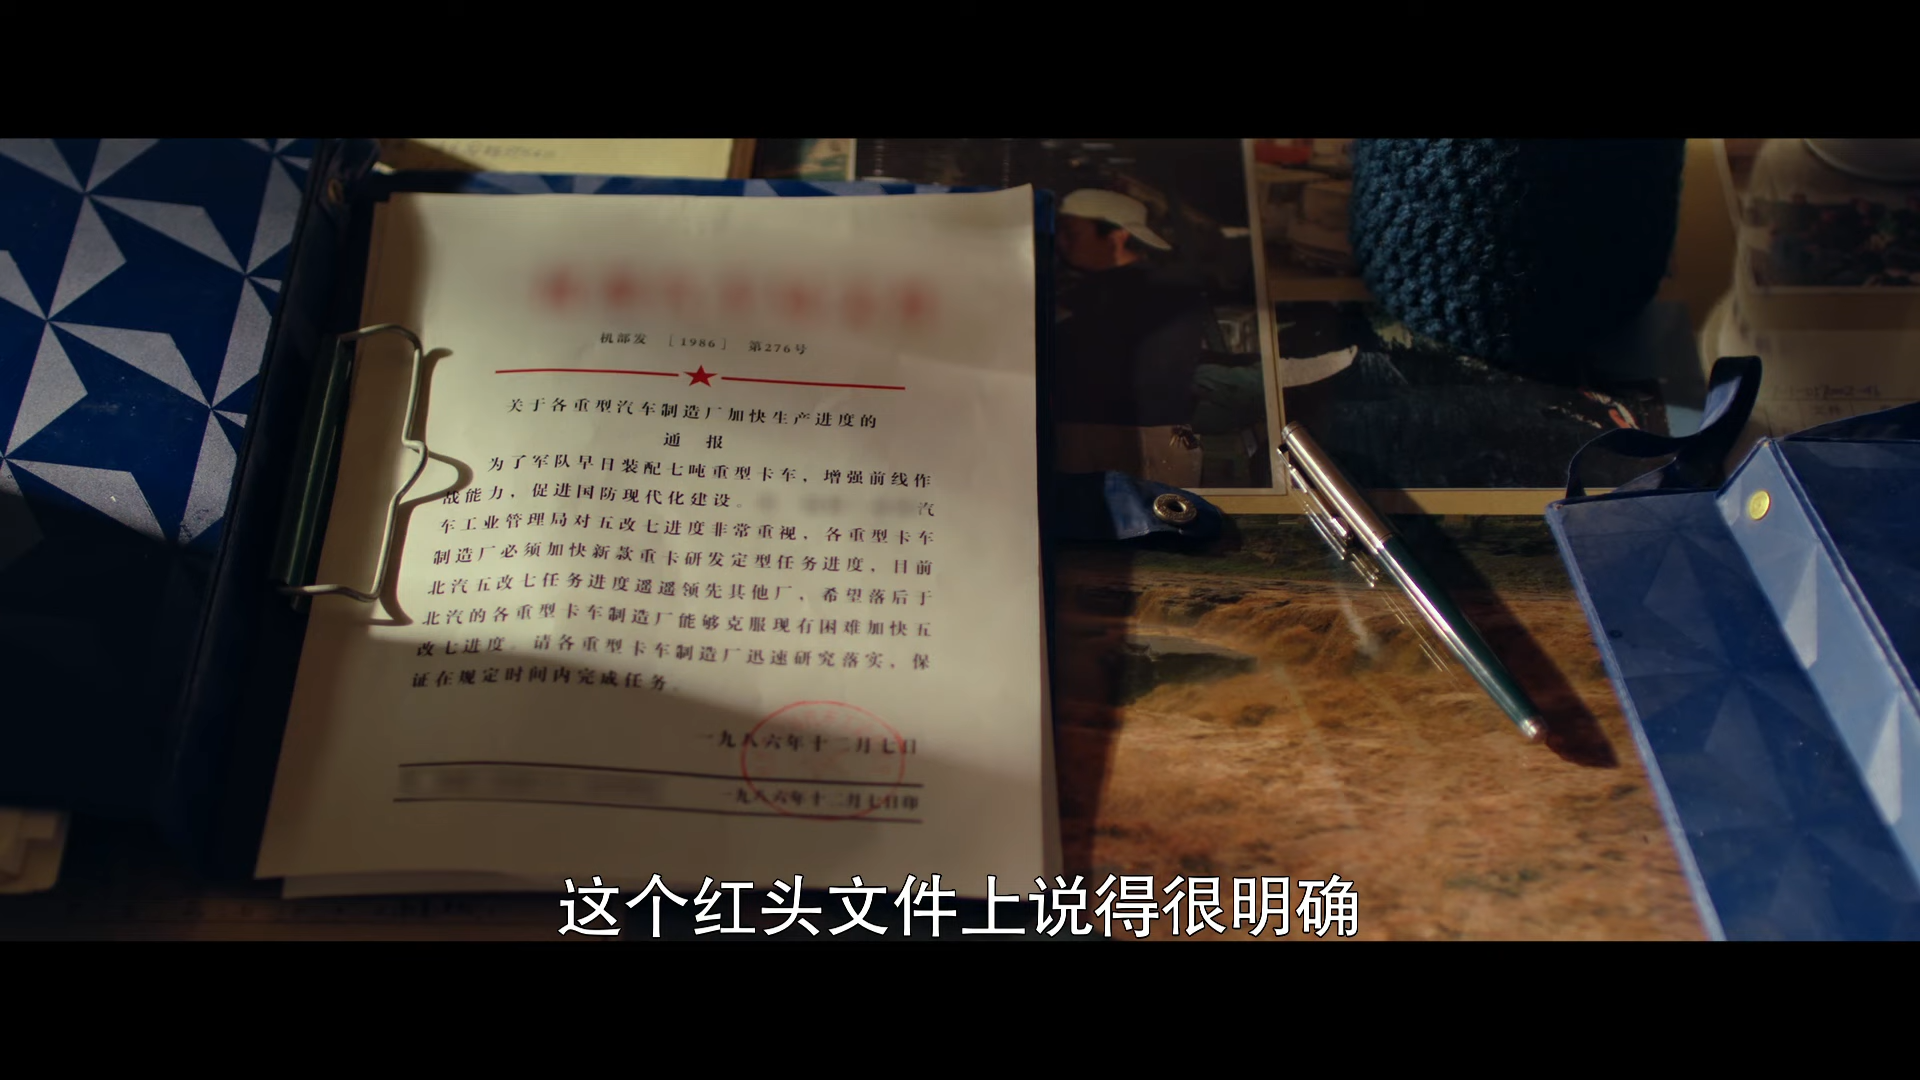 机部发 [1986] 第276号
关于各重型汽车制造厂加快生产进度的
通 报
为了军队早日装配七吨重型卡车，增强前线作
战能力，促进国防现代化建设。 汽
车工业管理局对五改七进度非常重视，各重型卡车
制造厂必须加快新款重卡研发定型任务进度，目前
北汽五改七任务进度遥遥领先其他厂，希望落后于
北汽的各重型卡车制造厂能够克服现有困难加快五
改七进度。请各重型卡车制造厂迅速研究落实，保
证在规定时间内完成任务。
一九八六年十二月七日
一九八六年十二月七日印
这个红头文件上说得很明确